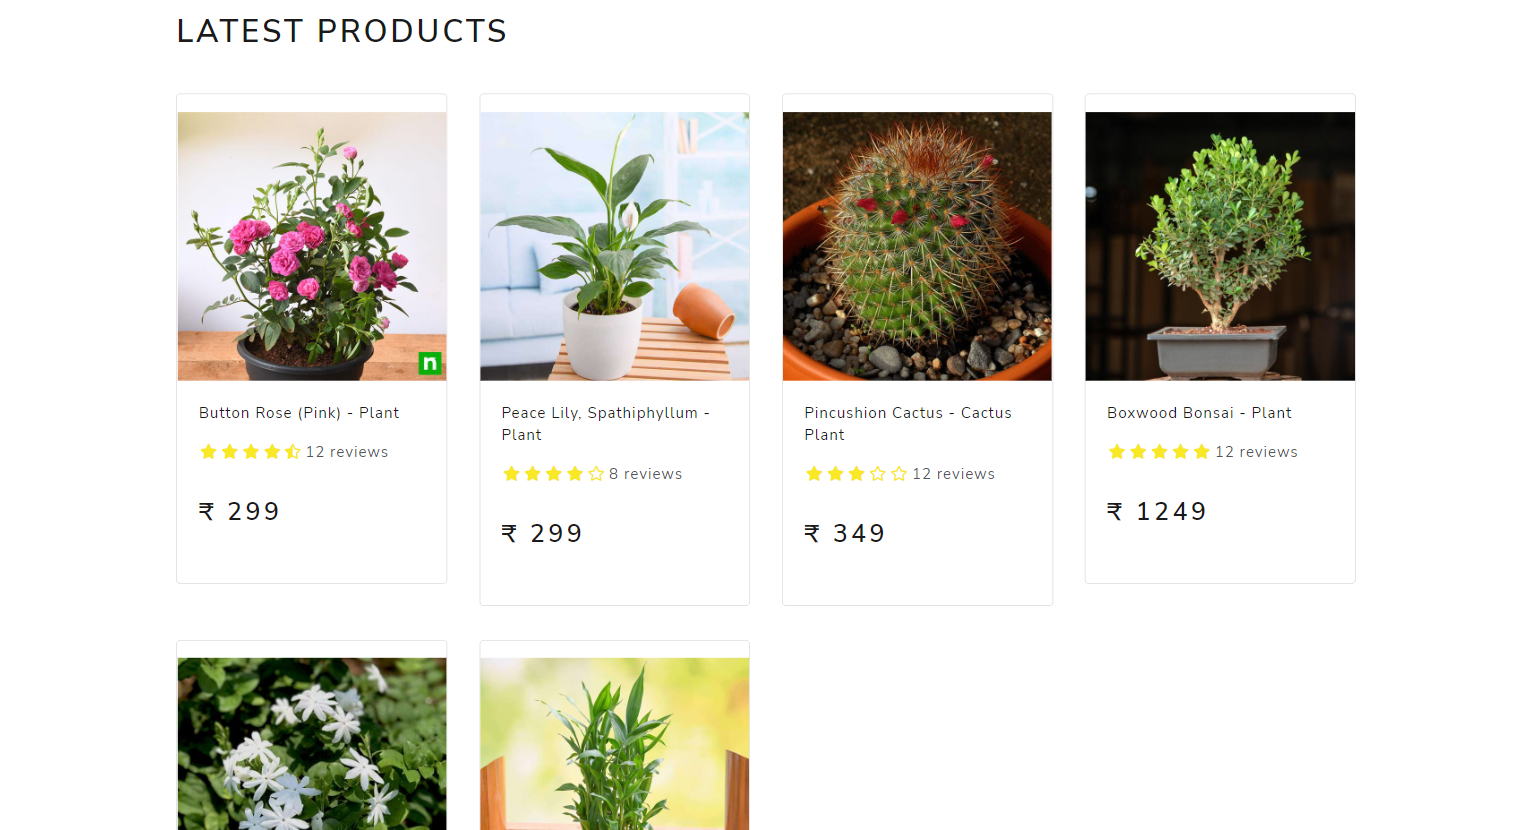 LATEST PRODUCTS
n
Button Rose (Pink) - Plant
12 reviews
₹ 299
Peace Lily, Spathiphyllum -
Plant
8 reviews
₹ 299
Pincushion Cactus - Cactus
Plant
12 reviews
₹ 349
Boxwood Bonsai - Plant
12 reviews
₹ 1249